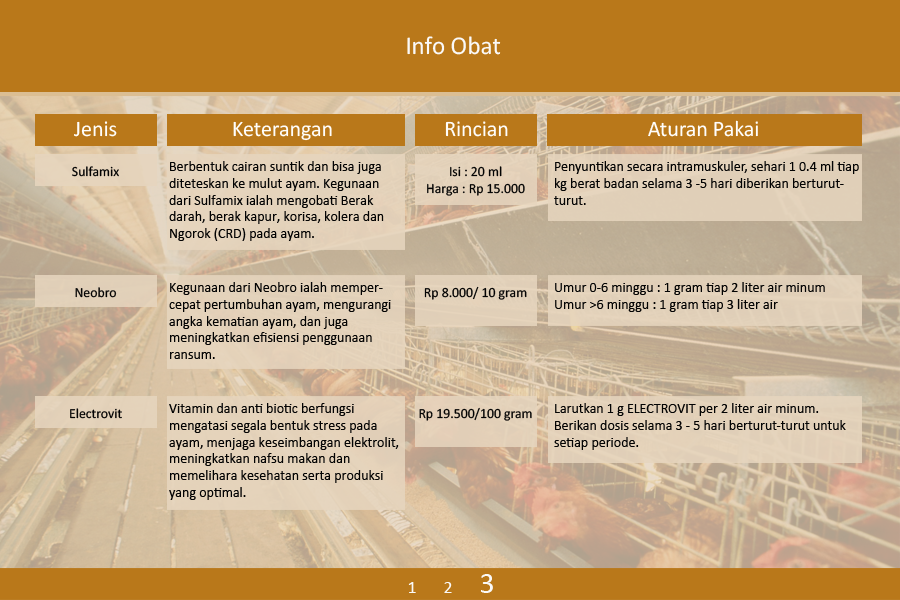 Info Obat
Jenis
Keterangan
Rincian
Aturan Pakai
Sulfamix
Berbentuk cairan suntik dan bisa juga
diteteskan ke mulut ayam. Kegunaan
dari Sulfamix ialah mengobati Berak
darah, berak kapur, korisa, kolera dan
Ngorok (CRD) pada ayam.
Isi : 20 ml
Harga : Rp 15.000
Penyuntikan secara intramuskuler, sehari 1 0.4 ml tiap
kg berat badan selama 3 -5 hari diberikan berturut-
turut.
Neobro
Kegunaan dari Neobro ialah memper-
cepat pertumbuhan ayam, mengurangi
angka kematian ayam, dan juga
meningkatkan efisiensi penggunaan
ransum.
Rp 8.000/ 10 gram
Umur 0-6 minggu : 1 gram tiap 2 liter air minum
Umur >6 minggu : 1 gram tiap 3 liter air
Electrovit
Vitamin dan anti biotic berfungsi
mengatasi segala bentuk stress pada
ayam, menjaga keseimbangan elektrolit,
meningkatkan nafsu makan dan
memelihara kesehatan serta produksi
yang optimal.
Rp 19.500/100 gram
Larutkan 1 g ELECTROVIT per 2 liter air minum.
Berikan dosis selama 3 - 5 hari berturut-turut untuk
setiap periode.
1 2 3